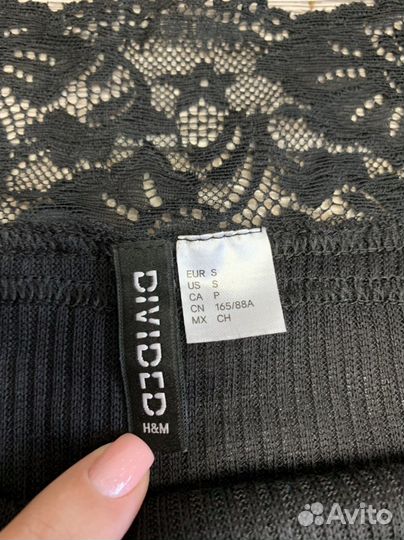 DIVIDED
H&M
EUR S
US S
CA P
CN 165/88A
MX CH
Avito